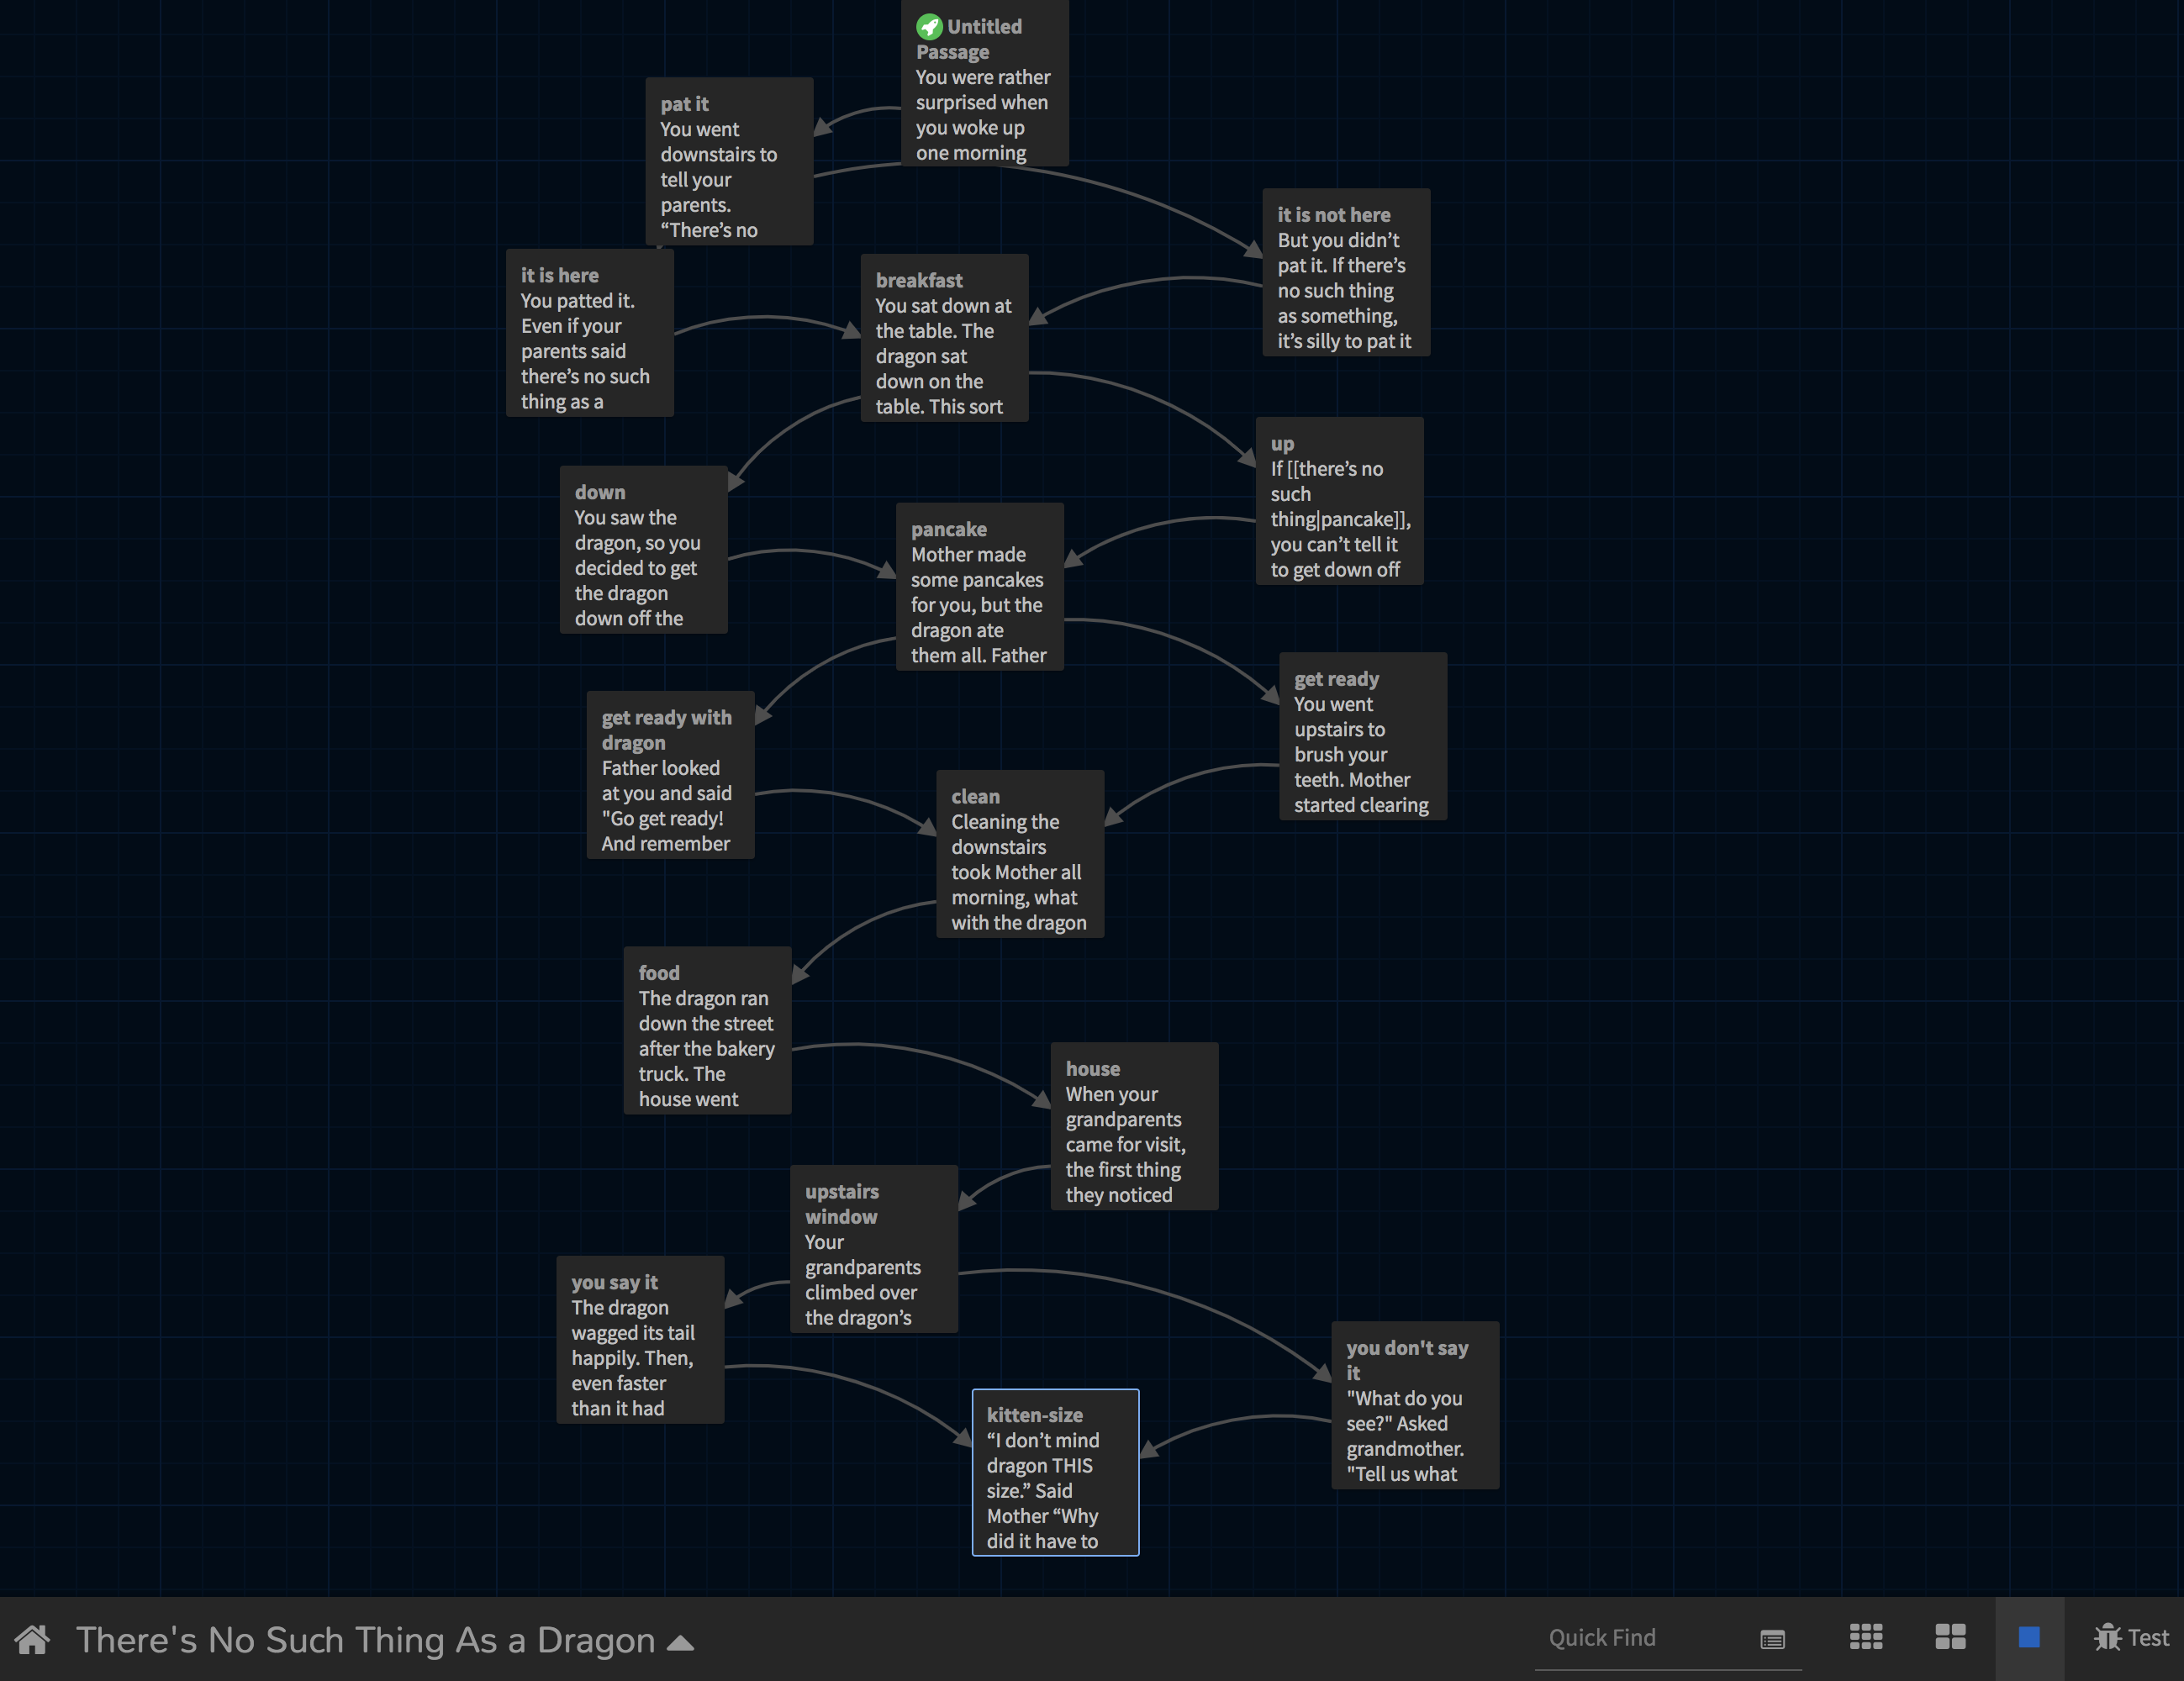 Untitled
Passage
You were rather
surprised when
you woke up
one morning
pat it
You went
downstairs to
tell your
parents.
“There’s no
it is not here
But you didn’t
pat it. If there’s
no such thing
as something,
it’s silly to pat it
it is here
You patted it.
Even if your
parents said
there’s no such
thing as a
breakfast
You sat down at
the table. The
dragon sat
down on the
table. This sort
up
If [[there’s no
such
thing|pancake]],
you can’t tell it
to get down off
down
You saw the
dragon, so you
decided to get
the dragon
down off the
pancake
Mother made
some pancakes
for you, but the
dragon ate
them all. Father
get ready
You went
upstairs to
brush your
teeth. Mother
started clearing
get ready with
dragon
Father looked
at you and said
"Go get ready!
And remember
clean
Cleaning the
downstairs
took Mother all
morning, what
with the dragon
food
The dragon ran
down the street
after the bakery
truck. The
house went
house
When your
grandparents
came for visit,
the first thing
they noticed
upstairs
window
Your
grandparents
climbed over
the dragon’s
you say it
The dragon
wagged its tail
happily. Then,
even faster
than it had
you don't say
it
"What do you
see?" Asked
grandmother.
"Tell us what
kitten-size
“I don’t mind
dragon THIS
size.” Said
Mother “Why
did it have to
There's No Such Thing As a Dragon
Quick Find
Test